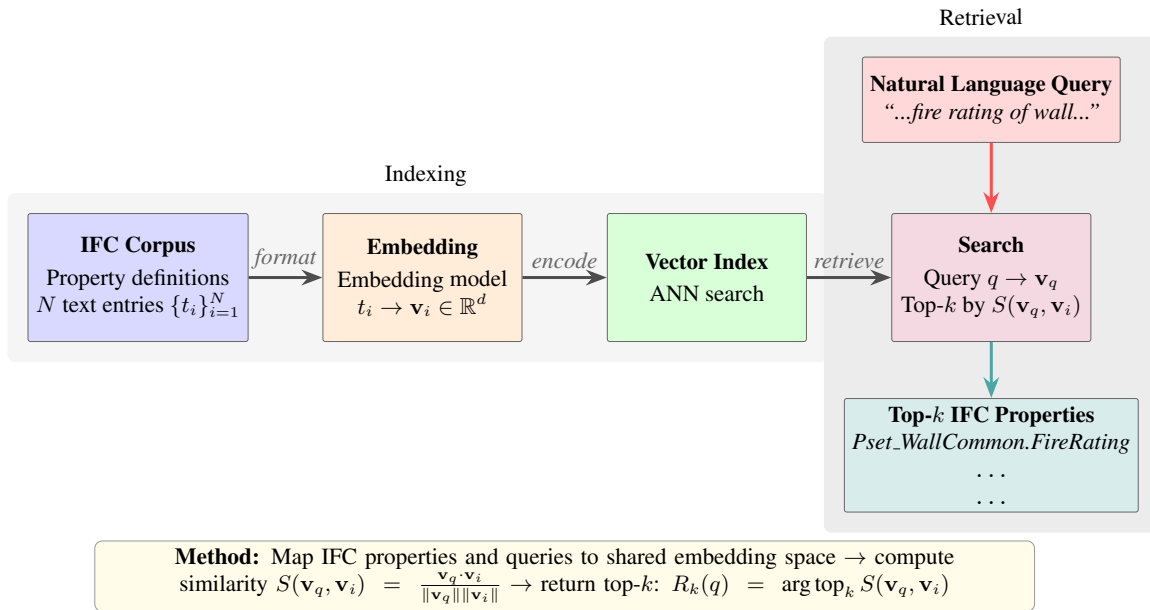 Retrieval
Natural Language Query
“...fire rating of wall...”
Indexing
IFC Corpus
Property definitions
N text entries {t_i}_{i=1}^N
format
Embedding
Embedding model
t_i → v_i ∈ ℝ^d
encode
Vector Index
ANN search
retrieve
Search
Query q → v_q
Top-k by S(v_q, v_i)
Top-k IFC Properties
Pset_WallCommon.FireRating
. . .
. . .
Method: Map IFC properties and queries to shared embedding space → compute
similarity S(v_q, v_i) = \frac{v_q·v_i}{‖v_q‖‖v_i‖} → return top-k: R_k(q) = arg top_k S(v_q, v_i)